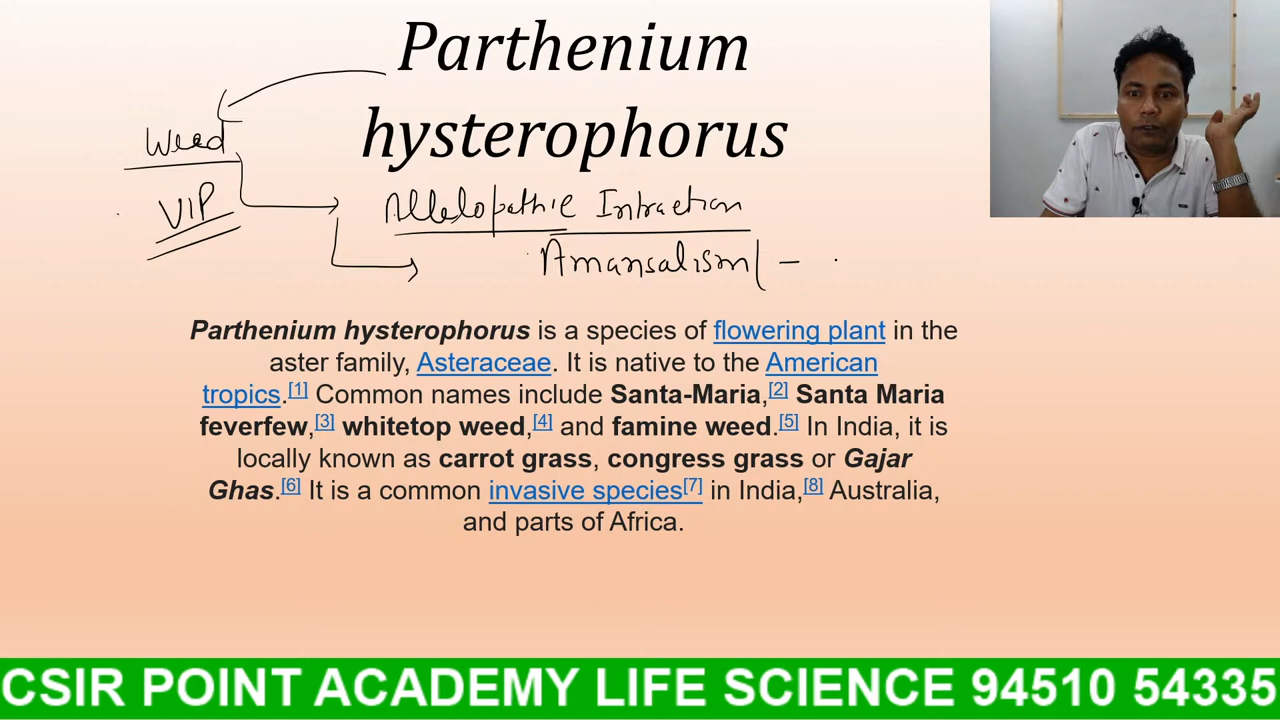 Parthenium
hysterophorus
Weed
VIP
Allelopathic Intraction
Amansalism ( -
Parthenium hysterophorus is a species of flowering plant in the
aster family, Asteraceae. It is native to the American
tropics.[1] Common names include Santa-Maria,[2] Santa Maria
feverfew,[3] whitetop weed,[4] and famine weed.[5] In India, it is
locally known as carrot grass, congress grass or Gajar
Ghas.[6] It is a common invasive species[7] in India,[8] Australia,
and parts of Africa.
CSIR POINT ACADEMY LIFE SCIENCE 94510 54335